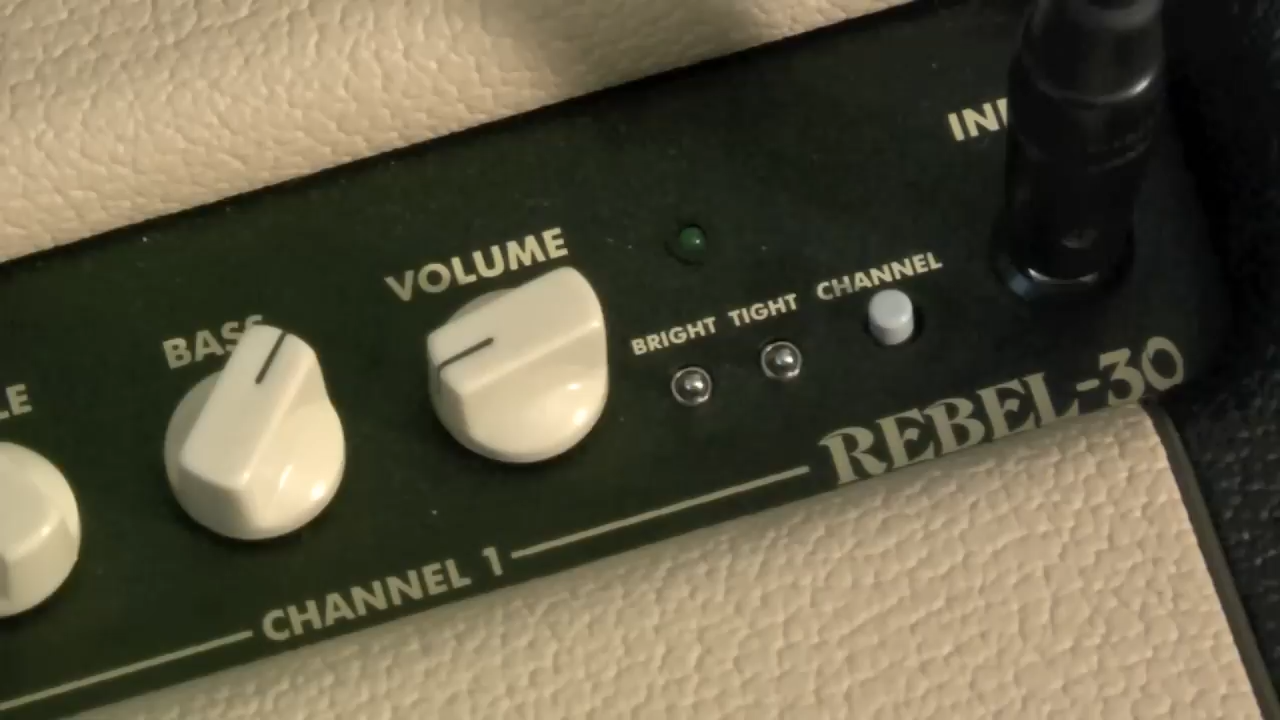 VOLUME
BASS
BRIGHT
TIGHT
CHANNEL
REBEL-30
CHANNEL 1